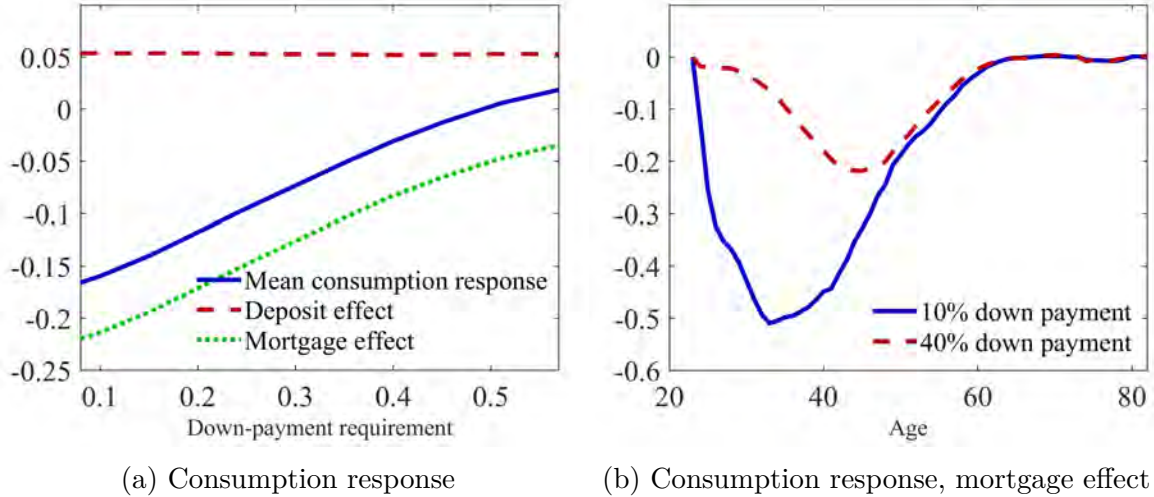 0.05
0
-0.05
-0.1
-0.15
-0.2
-0.25
Mean consumption response
Deposit effect
Mortgage effect
0.1 0.2 0.3 0.4 0.5
Down-payment requirement
(a) Consumption response
0
-0.1
-0.2
-0.3
-0.4
-0.5
-0.6
10% down payment
40% down payment
20 40 60 80
Age
(b) Consumption response, mortgage effect